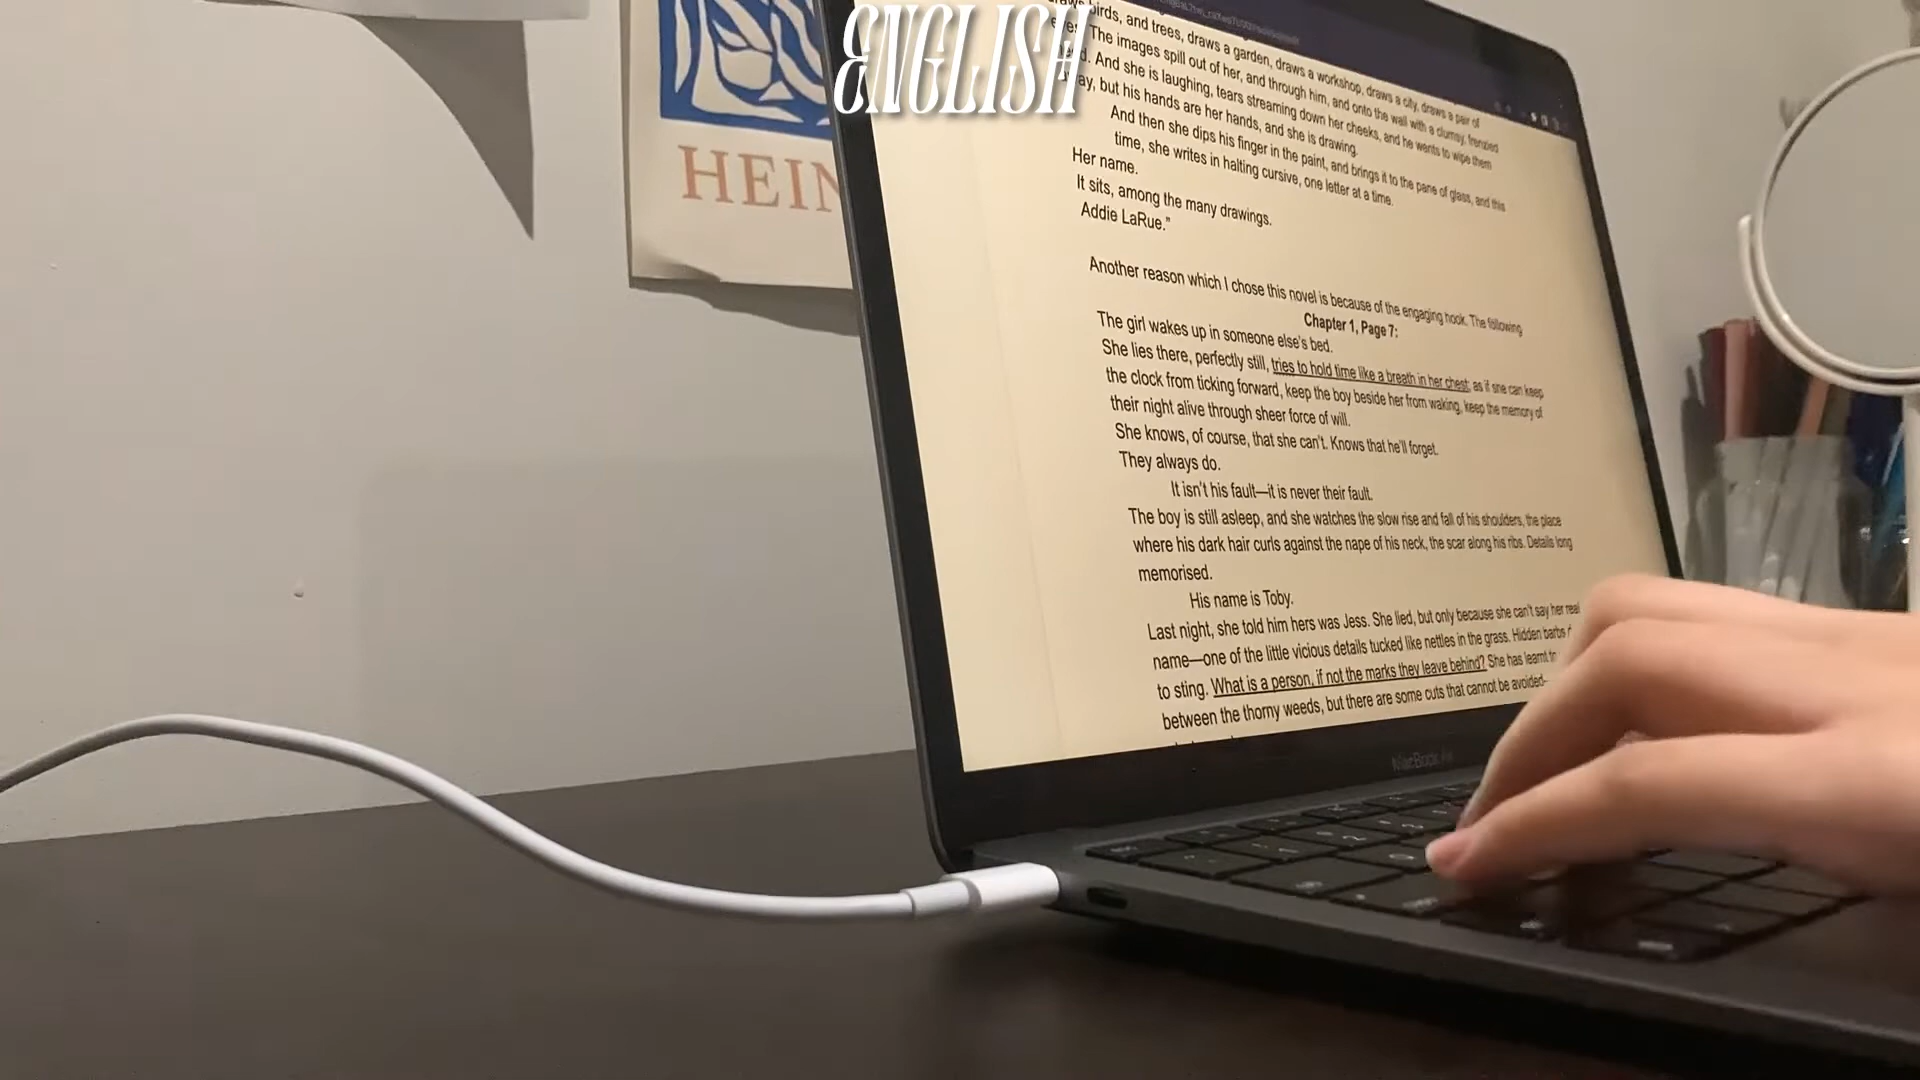 ENGLISH
HEIN
birds, and trees, draws a garden, draws a workshop, draws a city, draws a pair of
The images spill out of her, and through him, and onto the wall with a clumsy, frenzied
And she is laughing, tears streaming down her cheeks, and he wants to wipe them
but his hands are her hands, and she is drawing.
And then she dips his finger in the paint, and brings it to the pane of glass, and this
time, she writes in halting cursive, one letter at a time.
Her name.
It sits, among the many drawings.
Addie LaRue."
Another reason which I chose this novel is because of the engaging hook. The following
Chapter 1, Page 7:
The girl wakes up in someone else's bed.
She lies there, perfectly still, tries to hold time like a breath in her chest; as if she can keep
the clock from ticking forward, keep the boy beside her from waking, keep the memory of
their night alive through sheer force of will.
She knows, of course, that she can't. Knows that he'll forget.
They always do.
It isn't his fault—it is never their fault.
The boy is still asleep, and she watches the slow rise and fall of his shoulders, the place
where his dark hair curls against the nape of his neck, the scar along his ribs. Details long
memorised.
His name is Toby.
Last night, she told him hers was Jess. She lied, but only because she can't say her real
name—one of the little vicious details tucked like nettles in the grass. Hidden barbs
to sting. What is a person, if not the marks they leave behind? She has learnt
between the thorny weeds, but there are some cuts that cannot be avoided—
MacBook Air